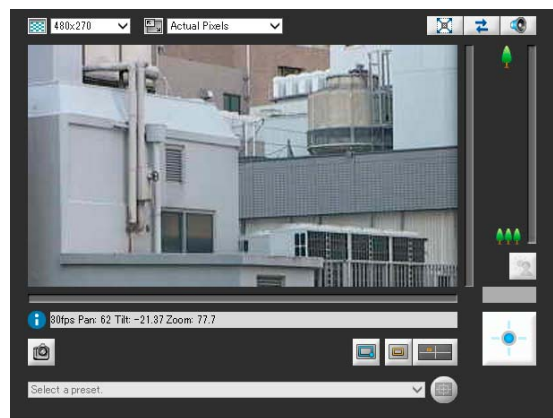 480x270
Actual Pixels
30fps Pan: 62 Tilt: -21.37 Zoom: 77.7
Select a preset.